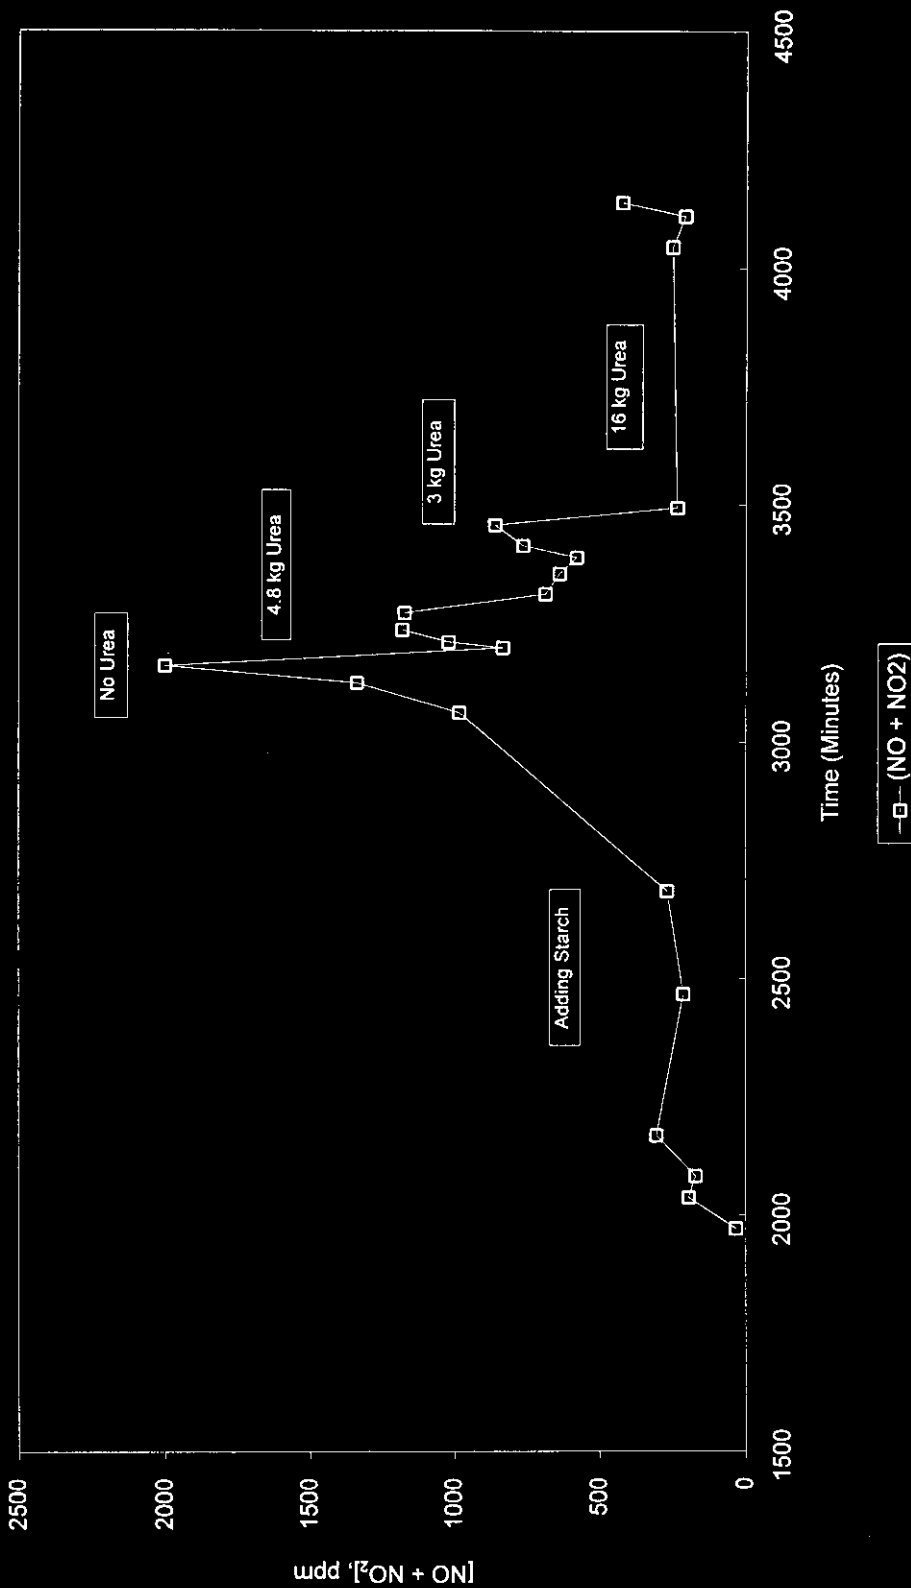 [NO + NO₂], ppm
2500
2000
1500
1000
500
0
No Urea
4.8 kg Urea
3 kg Urea
16 kg Urea
Adding Starch
1500
2000
2500
3000
3500
4000
4500
Time (Minutes)
(NO + NO2)